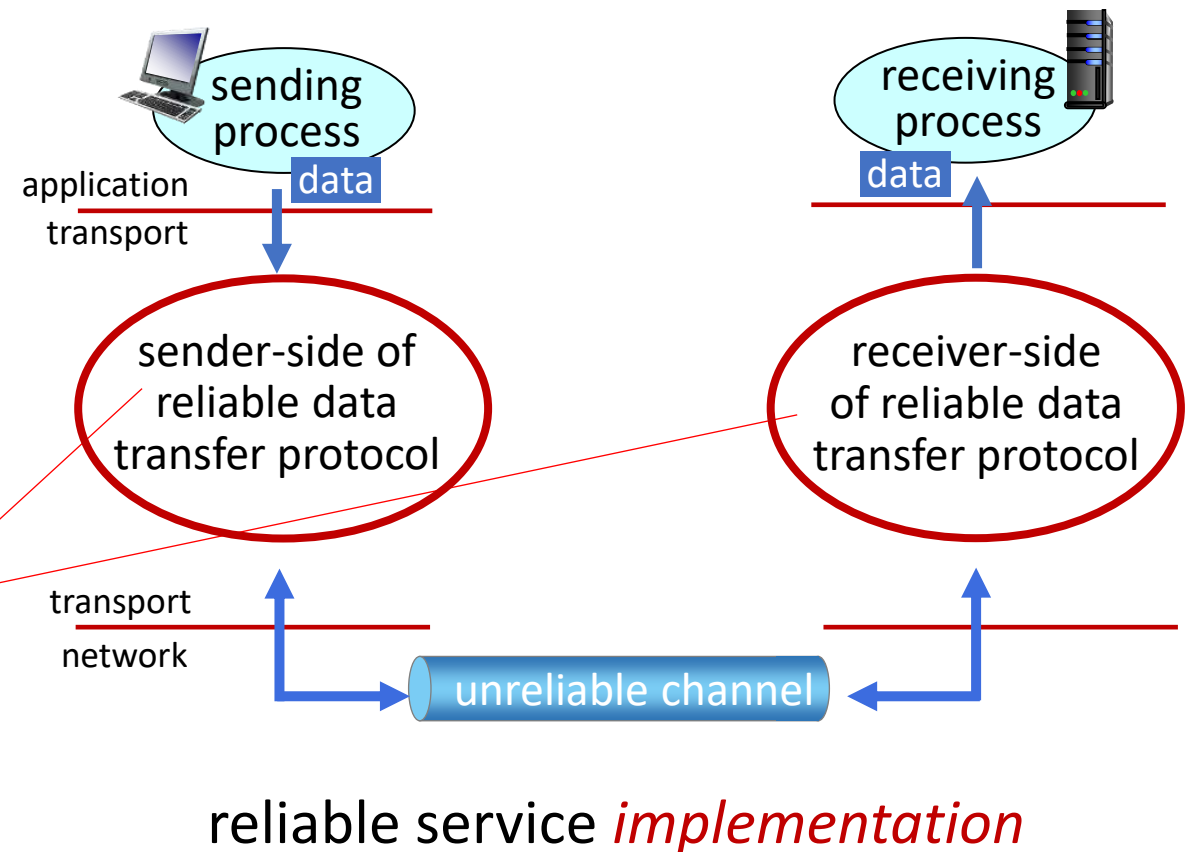 sending
process
data
receiving
process
data
application
transport
sender-side of
reliable data
transfer protocol
receiver-side
of reliable data
transfer protocol
transport
network
unreliable channel
reliable service implementation